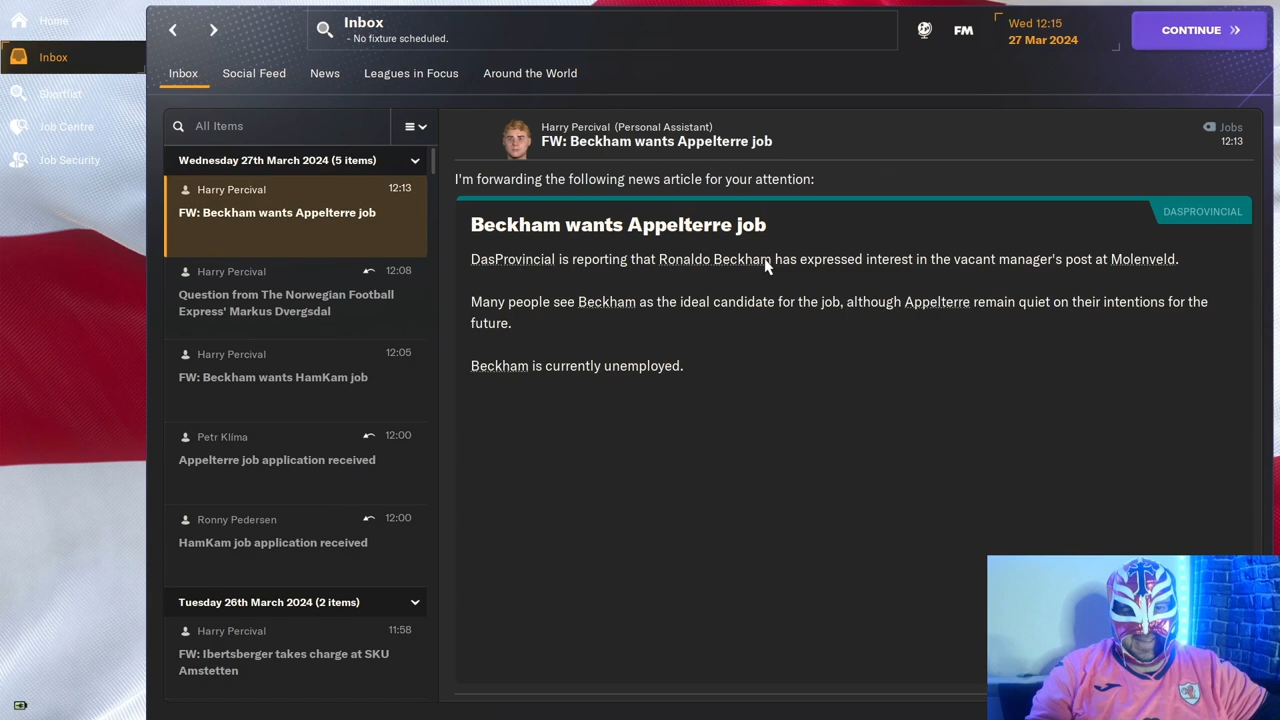 Home
Inbox
Shortlist
Job Centre
Job Security
Inbox
- No fixture scheduled.
FM
Wed 12:15
27 Mar 2024
CONTINUE
Inbox
Social Feed
News
Leagues in Focus
Around the World
All Items
Wednesday 27th March 2024 (5 items)
Harry Percival
12:13
FW: Beckham wants Appelterre job
Harry Percival
12:08
Question from The Norwegian Football
Express' Markus Dvergsdal
Harry Percival
12:05
FW: Beckham wants HamKam job
Petr Klíma
12:00
Appelterre job application received
Ronny Pedersen
12:00
HamKam job application received
Tuesday 26th March 2024 (2 items)
Harry Percival
11:58
FW: Ibertsberger takes charge at SKU
Amstetten
Harry Percival (Personal Assistant)
FW: Beckham wants Appelterre job
Jobs
12:13
I'm forwarding the following news article for your attention:
DASPROVINCIAL
Beckham wants Appelterre job
DasProvincial is reporting that Ronaldo Beckham has expressed interest in the vacant manager's post at Molenveld.
Many people see Beckham as the ideal candidate for the job, although Appelterre remain quiet on their intentions for the
future.
Beckham is currently unemployed.